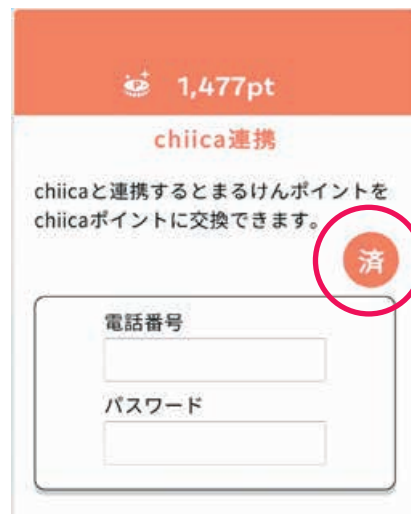 1,477pt
chiica連携
chiicaと連携するとまるけんポイントを
chiicaポイントに交換できます。
済
電話番号
パスワード